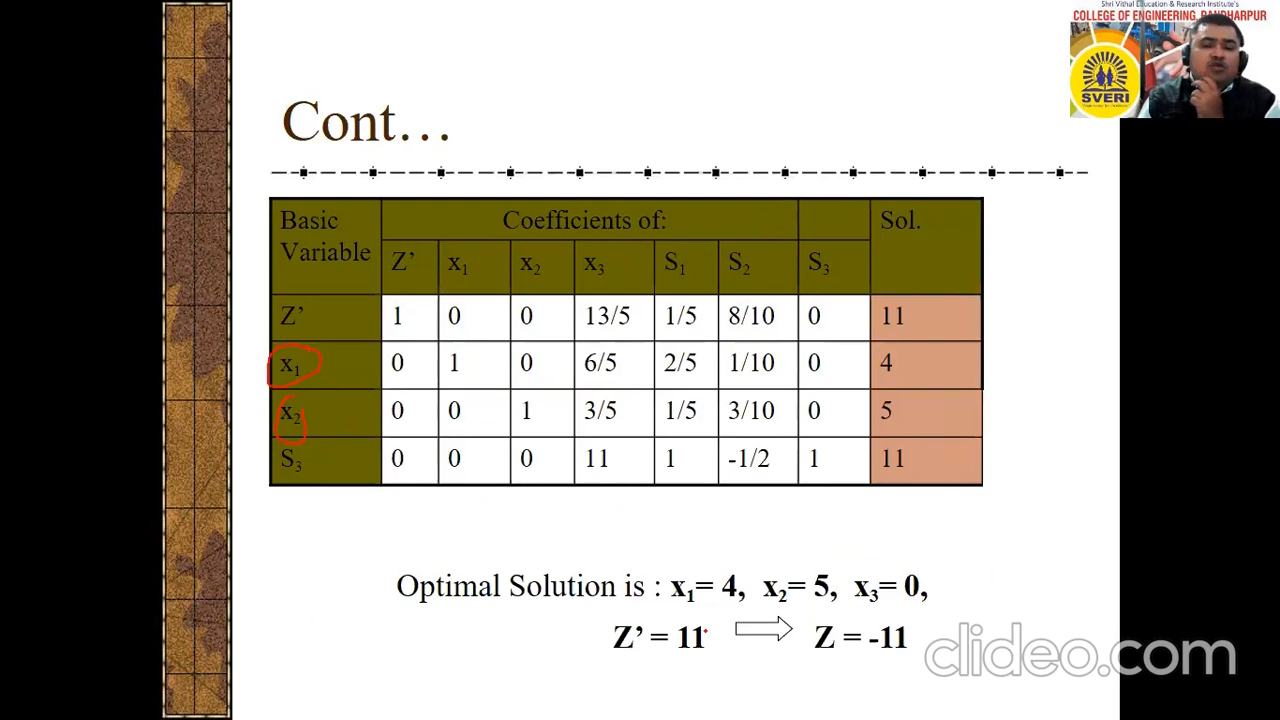 Shri Vithal Education & Research Institute's
COLLEGE OF ENGINEERING, PANDHARPUR
SVERI
Cont…
Basic Variable Coefficients of: Sol.
Z’ x1 x2 x3 S1 S2 S3
Z’ 1 0 0 13/5 1/5 8/10 0 11
x1 0 1 0 6/5 2/5 1/10 0 4
x2 0 0 1 3/5 1/5 3/10 0 5
S3 0 0 0 11 1 -1/2 1 11
Optimal Solution is : x1= 4, x2= 5, x3= 0,
Z’ = 11 Z = -11
clideo.com